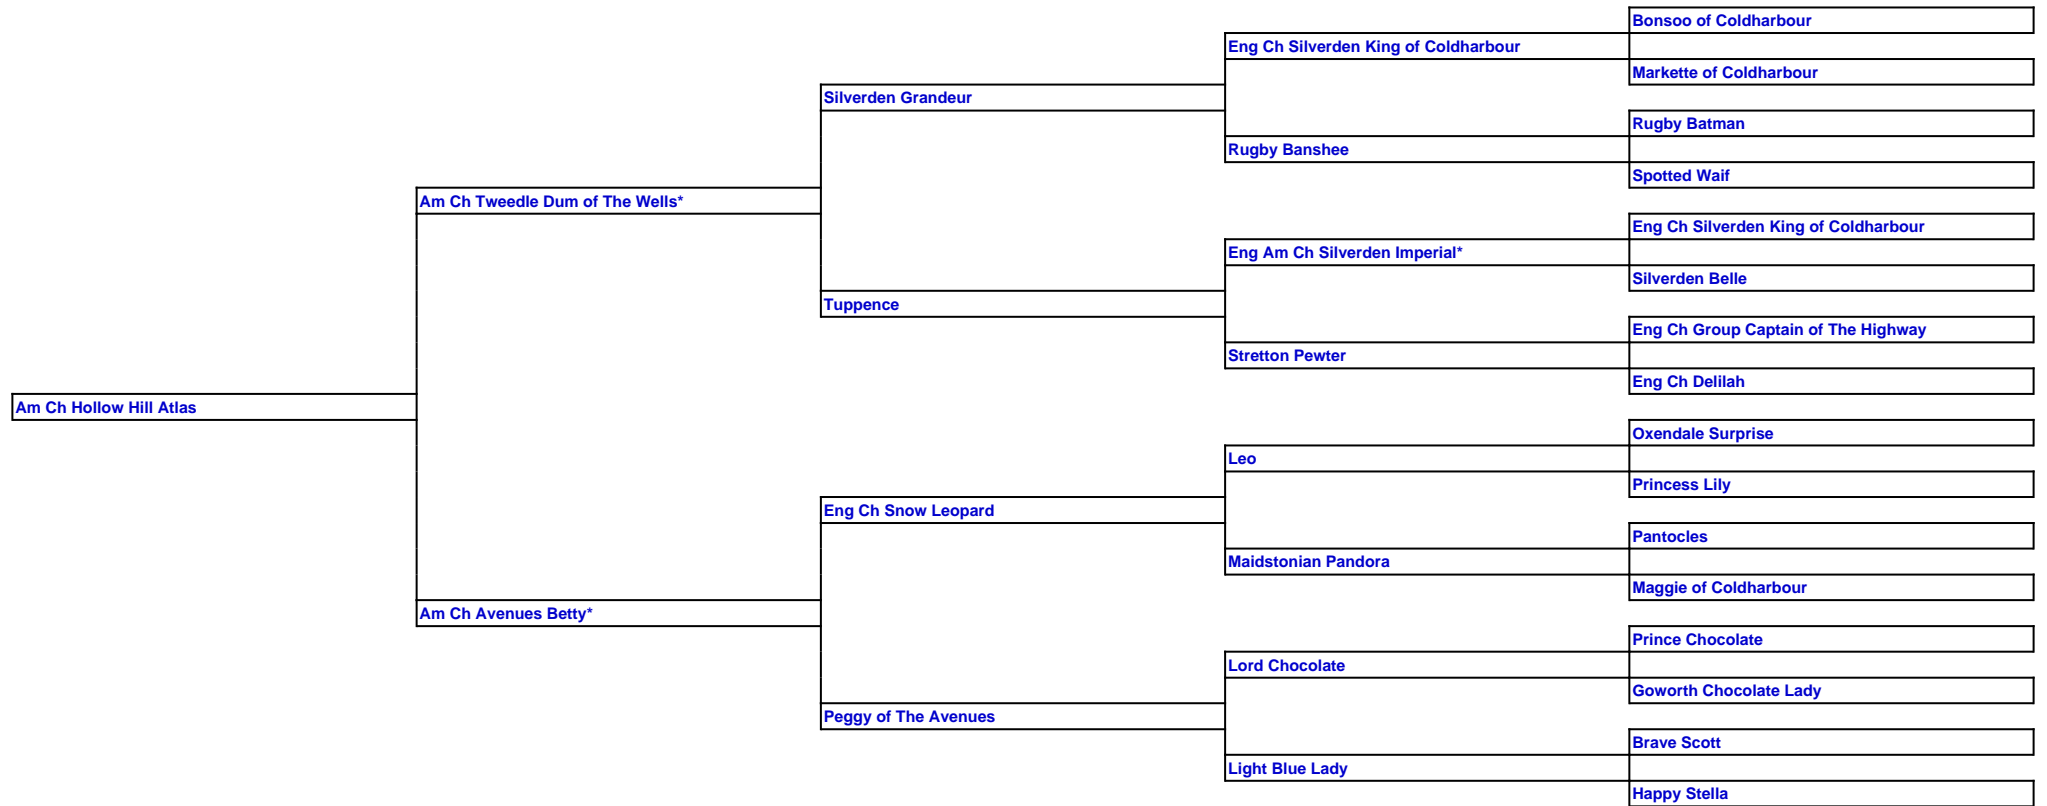 Bonsoo of Coldharbour
Eng Ch Silverden King of Coldharbour
Markette of Coldharbour
Silverden Grandeur
Rugby Batman
Rugby Banshee
Spotted Waif
Am Ch Tweedle Dum of The Wells*
Eng Ch Silverden King of Coldharbour
Eng Am Ch Silverden Imperial*
Silverden Belle
Tuppence
Eng Ch Group Captain of The Highway
Stretton Pewter
Eng Ch Delilah
Am Ch Hollow Hill Atlas
Oxendale Surprise
Leo
Princess Lily
Eng Ch Snow Leopard
Pantocles
Maidstonian Pandora
Maggie of Coldharbour
Am Ch Avenues Betty*
Prince Chocolate
Lord Chocolate
Goworth Chocolate Lady
Peggy of The Avenues
Brave Scott
Light Blue Lady
Happy Stella